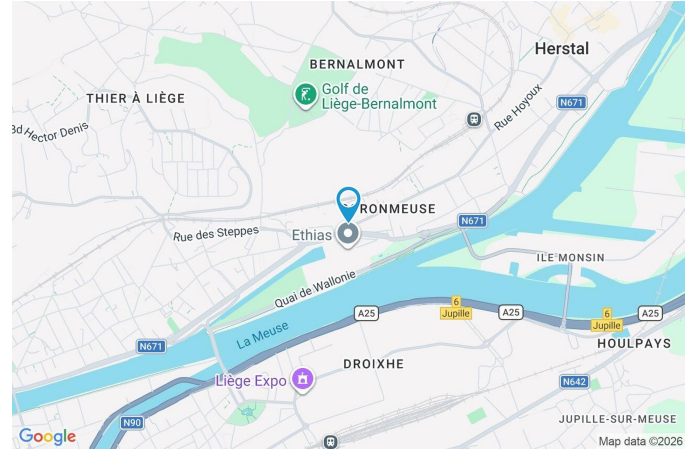 BERNALMONT
Herstal
Golf de
Liège-Bernalmont
THIER À LIÈGE
N671
Rue Hoyoux
Bd Hector Denis
RONMEUSE
N671
Rue des Steppes
Ethias
ILE MONSIN
Quai de Wallonie
6
Jupille
A25
A25
6
Jupille
A25
La Meuse
N671
HOULPAYS
DROIXHE
Liège Expo
N642
N90
JUPILLE-SUR-MEUSE
Google
Map data ©2026